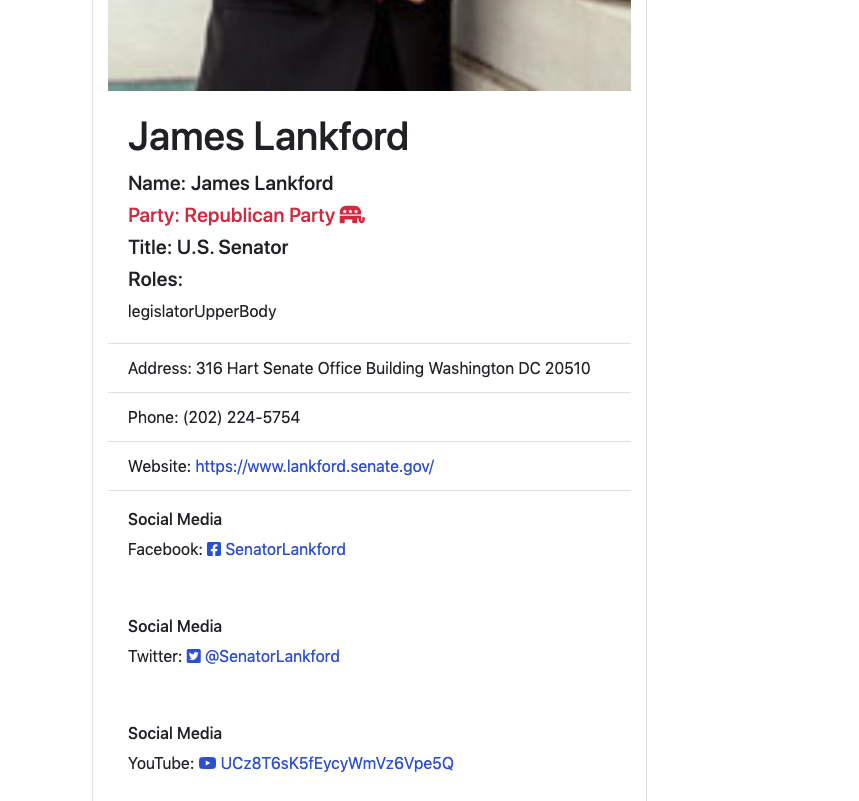 James Lankford
Name: James Lankford
Party: Republican Party
Title: U.S. Senator
Roles:
legislatorUpperBody
Address: 316 Hart Senate Office Building Washington DC 20510
Phone: (202) 224-5754
Website: https://www.lankford.senate.gov/
Social Media
Facebook: SenatorLankford
Social Media
Twitter: @SenatorLankford
Social Media
YouTube: UCz8T6sK5fEycyWmVz6Vpe5Q